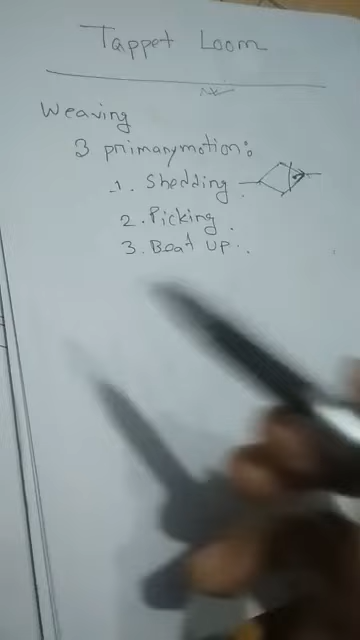 Tappet Loom
Weaving
3 primarymotion:
1. Shedding
2. Picking.
3. Beat up..